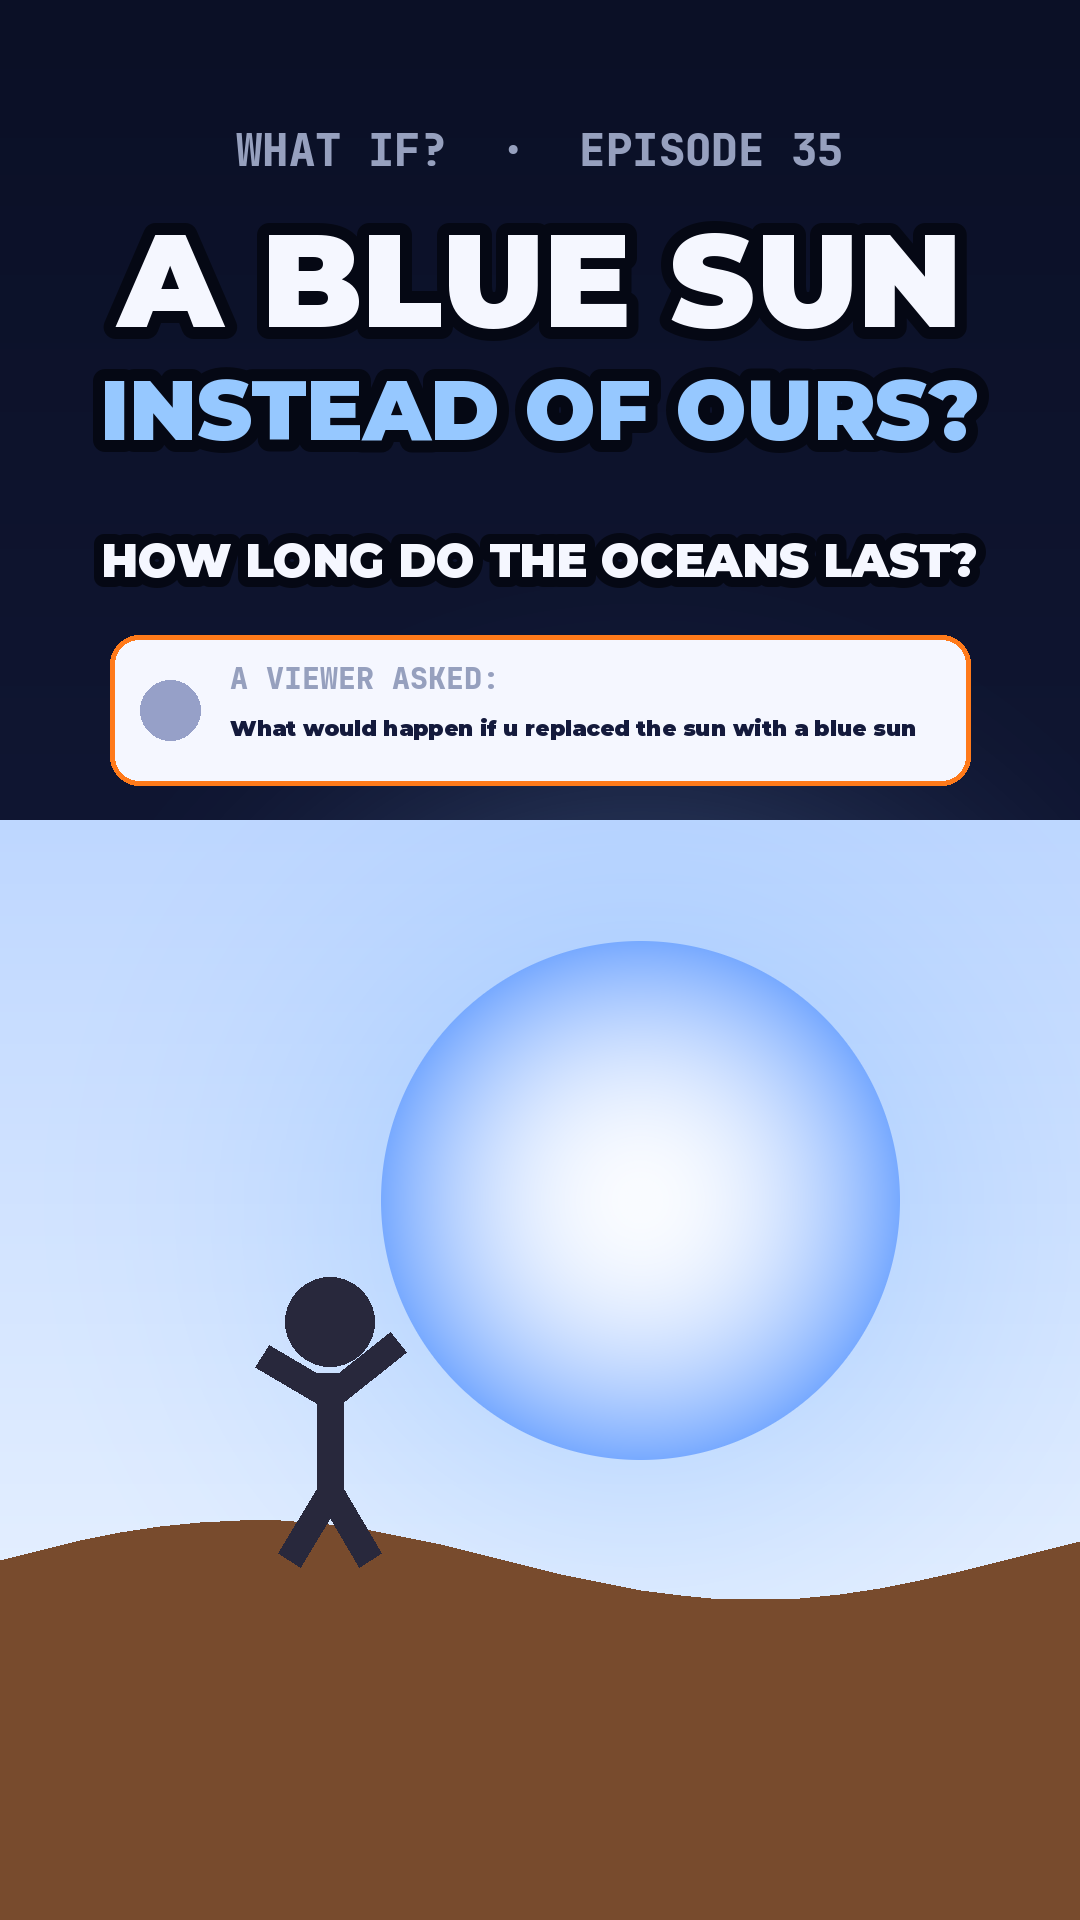 WHAT IF? · EPISODE 35
A BLUE SUN
INSTEAD OF OURS?
HOW LONG DO THE OCEANS LAST?
A VIEWER ASKED:
What would happen if u replaced the sun with a blue sun